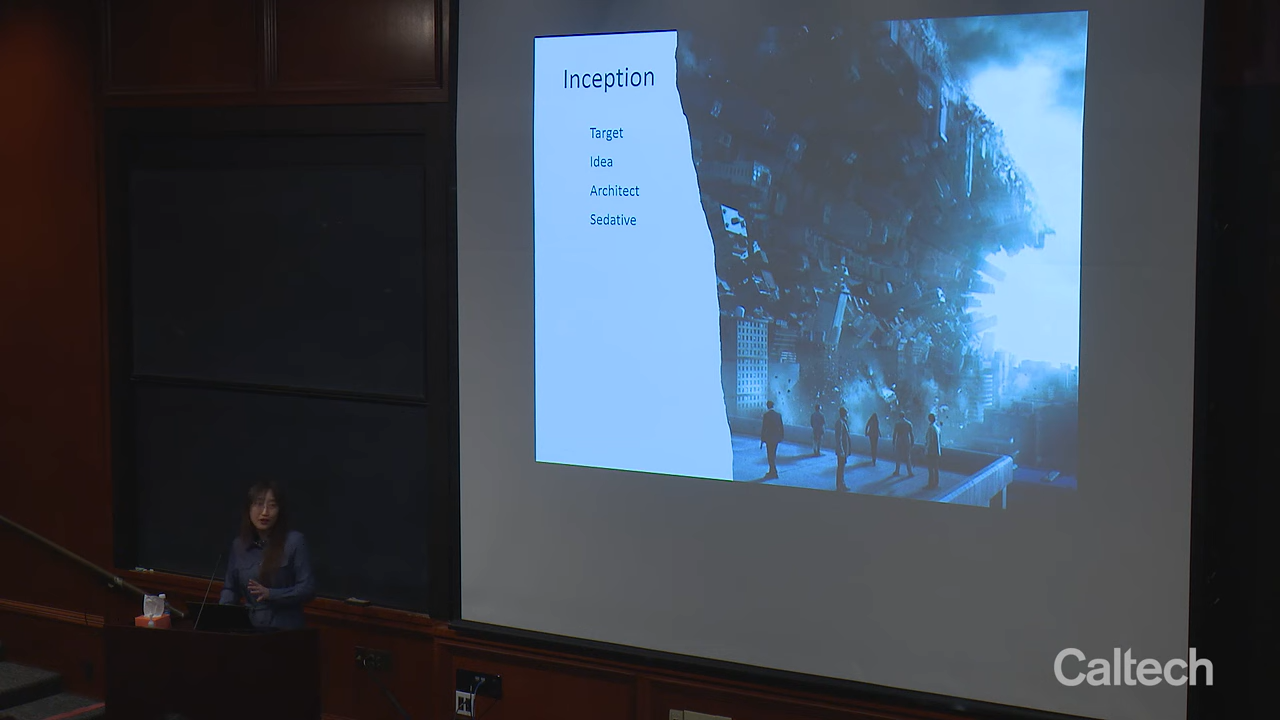 Inception
Target
Idea
Architect
Sedative
Caltech